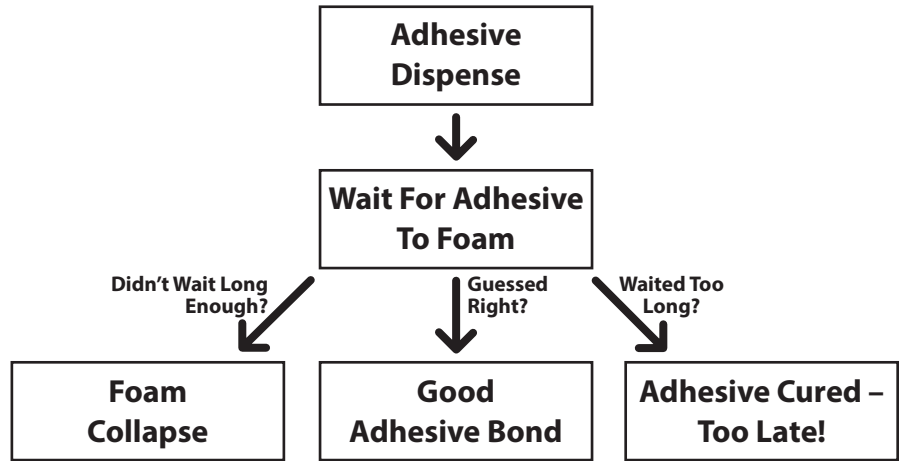 Adhesive
Dispense
Wait For Adhesive
To Foam
Didn’t Wait Long
Enough?
Guessed
Right?
Waited Too
Long?
Foam
Collapse
Good
Adhesive Bond
Adhesive Cured –
Too Late!